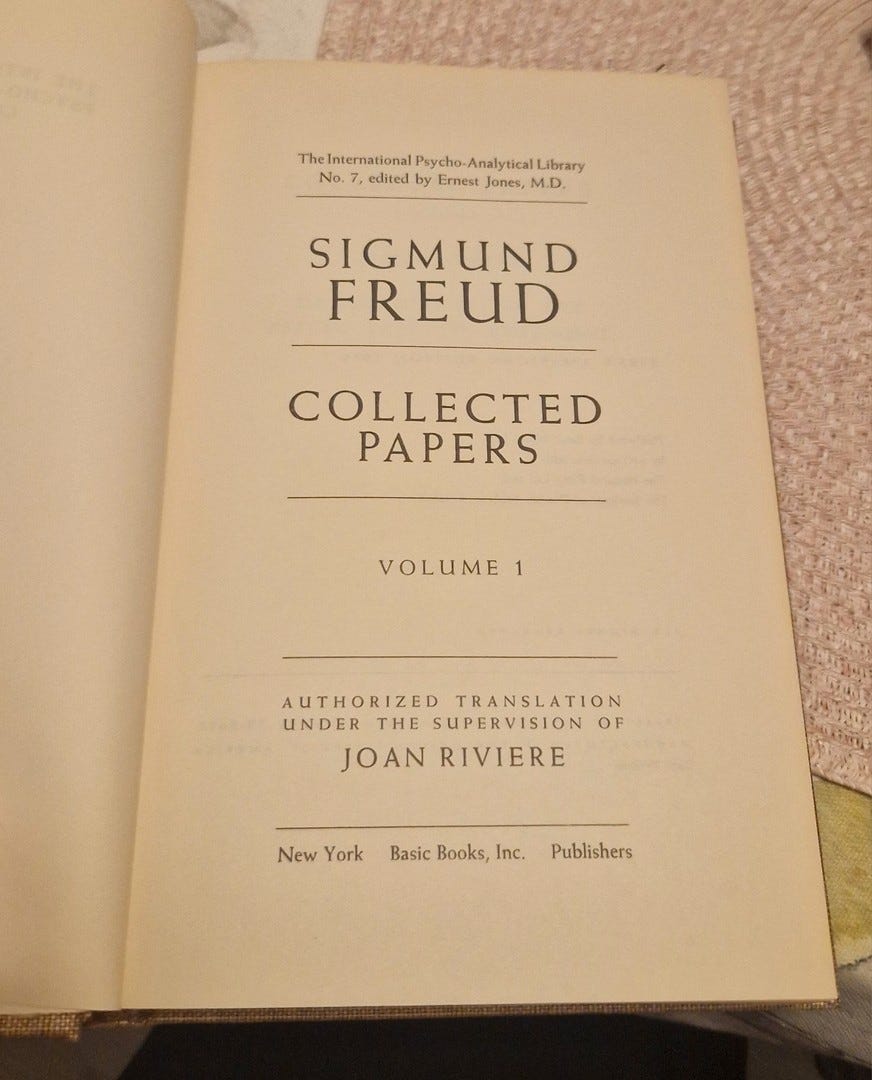 The International Psycho-Analytical Library
No. 7, edited by Ernest Jones, M.D.
SIGMUND
FREUD
COLLECTED
PAPERS
VOLUME 1
AUTHORIZED TRANSLATION
UNDER THE SUPERVISION OF
JOAN RIVIERE
New York Basic Books, Inc. Publishers